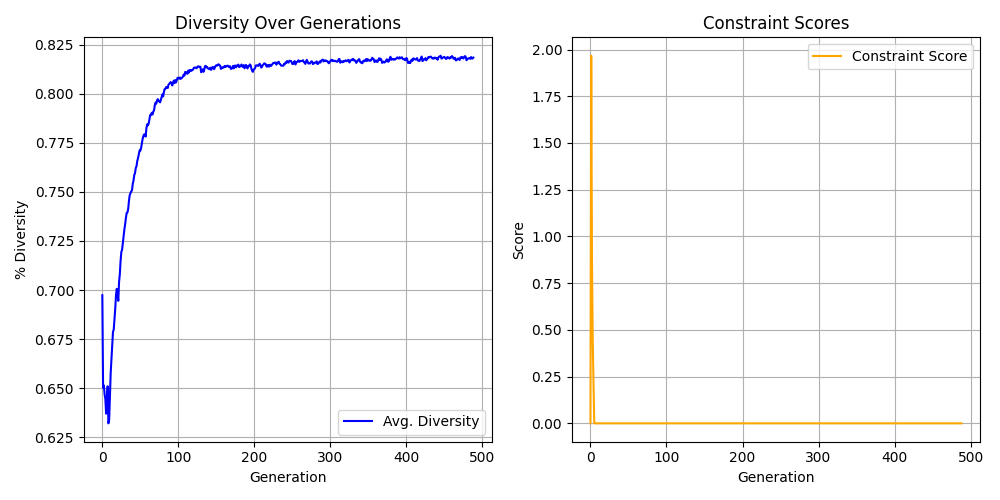 Diversity Over Generations
% Diversity
0.825
0.800
0.775
0.750
0.725
0.700
0.675
0.650
0.625
Avg. Diversity
0 100 200 300 400 500
Generation
Constraint Scores
Score
2.00
1.75
1.50
1.25
1.00
0.75
0.50
0.25
0.00
Constraint Score
0 100 200 300 400 500
Generation